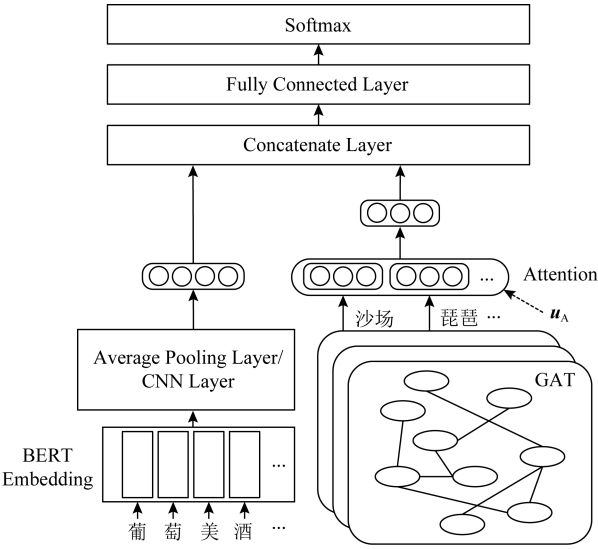 Softmax
Fully Connected Layer
Concatenate Layer
... Attention
沙场 琵琶 ... uA
Average Pooling Layer/
CNN Layer
GAT
BERT
Embedding
...
葡 萄 美 酒 ...